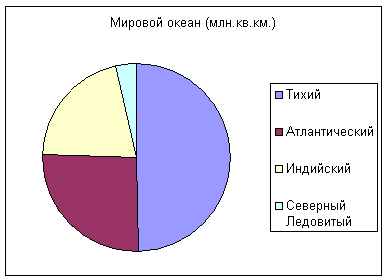 Мировой океан (млн.кв.км.)
Тихий
Атлантический
Индийский
Северный
Ледовитый